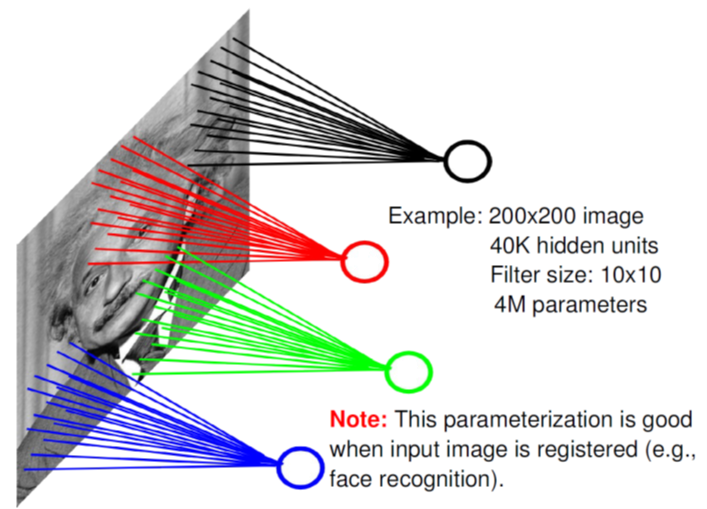 Example: 200x200 image
40K hidden units
Filter size: 10x10
4M parameters
Note: This parameterization is good
when input image is registered (e.g.,
face recognition).